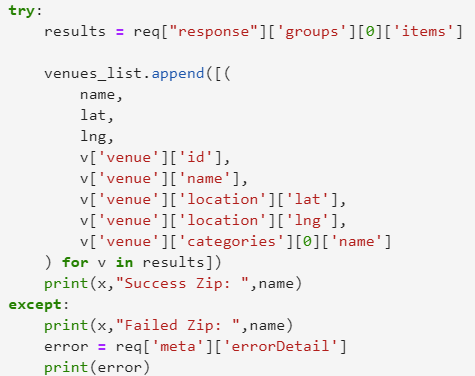 try:
    results = req["response"]['groups'][0]['items']

    venues_list.append([(
        name,
        lat,
        lng,
        v['venue']['id'],
        v['venue']['name'],
        v['venue']['location']['lat'],
        v['venue']['location']['lng'],
        v['venue']['categories'][0]['name']
    ) for v in results])
    print(x,"Success Zip: ",name)
except:
    print(x,"Failed Zip: ",name)
    error = req['meta']['errorDetail']
    print(error)